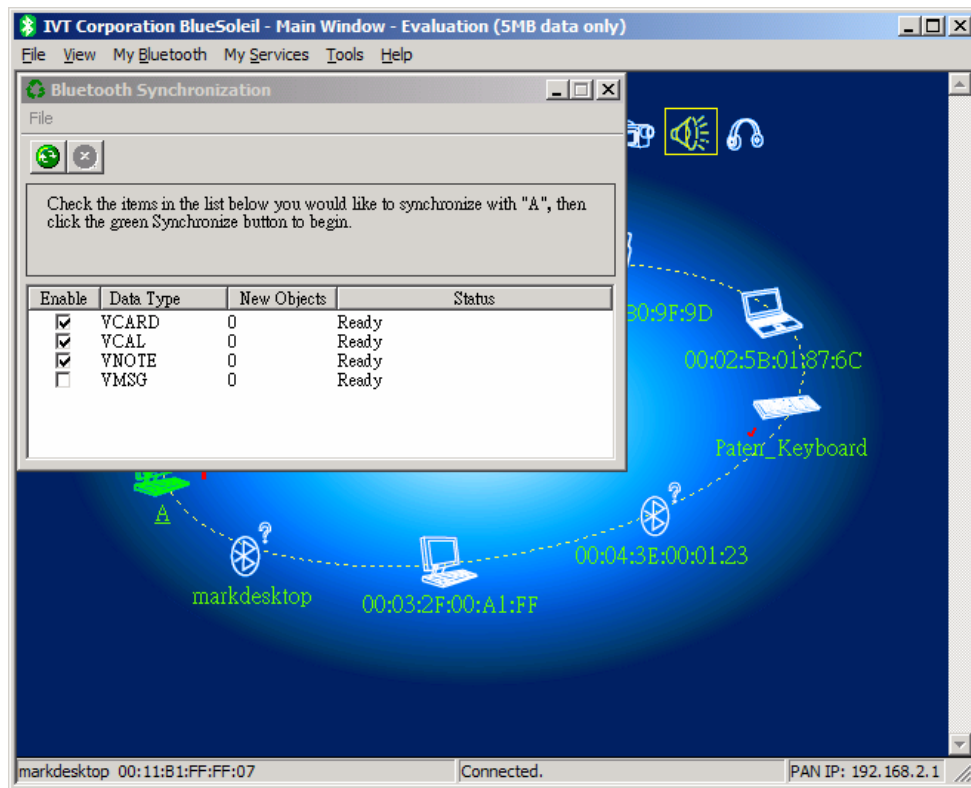 IVT Corporation BlueSoleil - Main Window - Evaluation (5MB data only)
File View My Bluetooth My Services Tools Help
Bluetooth Synchronization
File
Check the items in the list below you would like to synchronize with "A", then
click the green Synchronize button to begin.
Enable Data Type New Objects Status
VCARD 0 Ready
VCAL 0 Ready
VNOTE 0 Ready
VMSG 0 Ready
30:9F:9D
00:02:5B:01:87:6C
Paten_Keyboard
A
00:04:3E:00:01:23
markdesktop
00:03:2F:00:A1:FF
markdesktop 00:11:B1:FF:FF:07 Connected. PAN IP: 192.168.2.1